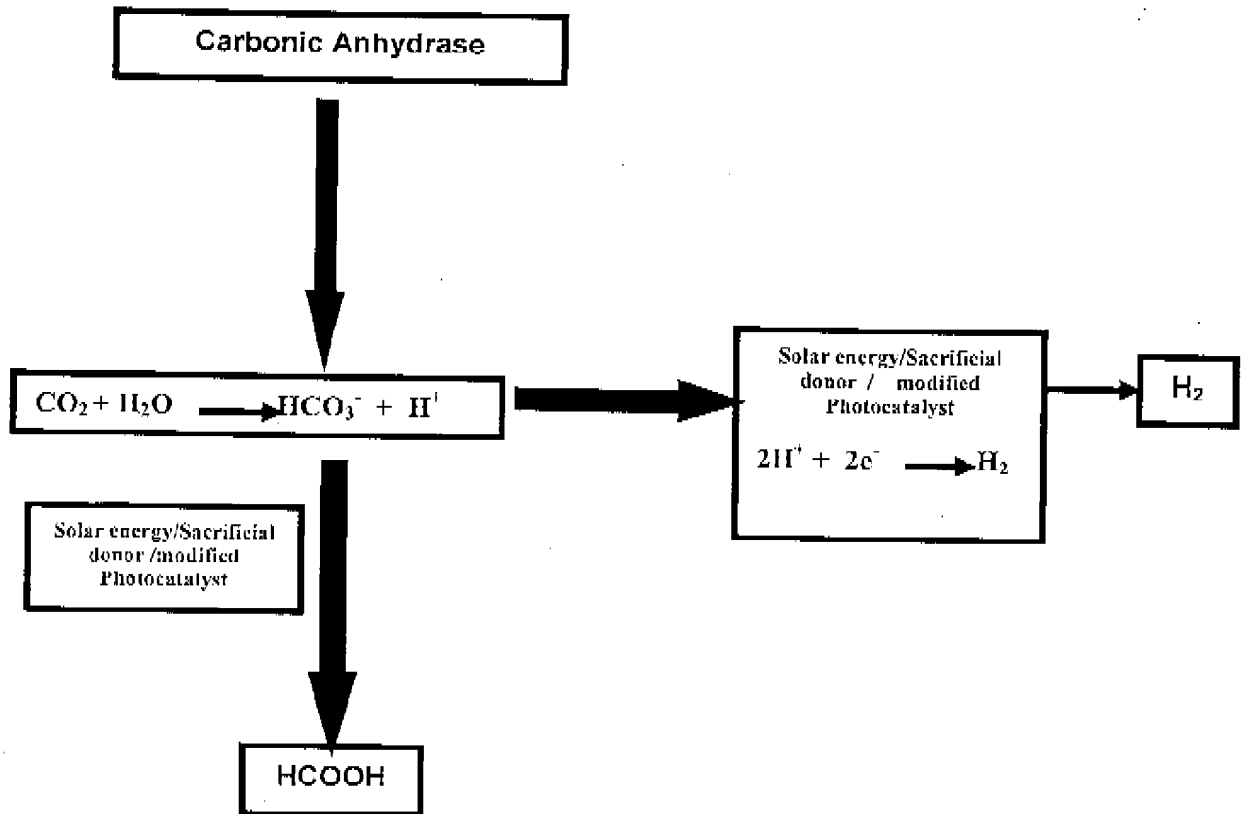 Carbonic Anhydrase
CO₂ + H₂O → HCO₃⁻ + H⁺
Solar energy/Sacrificial
donor / modified
Photocatalyst
2H⁺ + 2e⁻ → H₂
H₂
Solar energy/Sacrificial
donor /modified
Photocatalyst
HCOOH